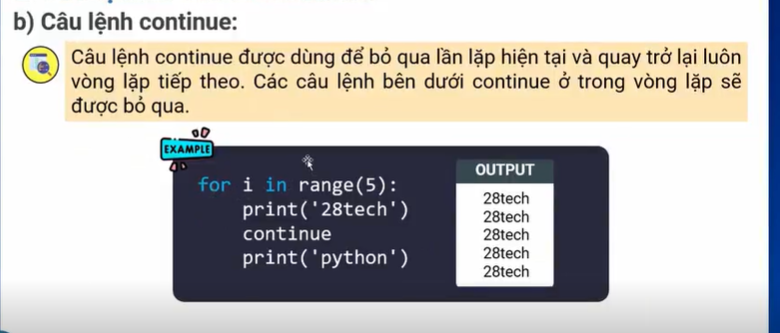 b) Câu lệnh continue:
Câu lệnh continue được dùng để bỏ qua lần lặp hiện tại và quay trở lại luôn
vòng lặp tiếp theo. Các câu lệnh bên dưới continue ở trong vòng lặp sẽ
được bỏ qua.
EXAMPLE
for i in range(5):
    print('28tech')
    continue
    print('python')
OUTPUT
28tech
28tech
28tech
28tech
28tech